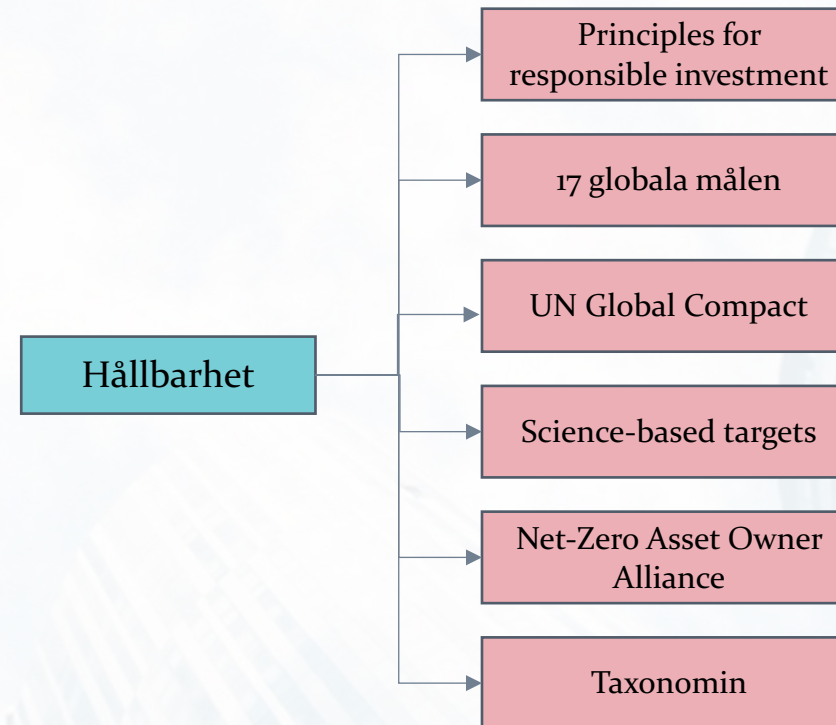 Hållbarhet
Principles for
responsible investment
17 globala målen
UN Global Compact
Science-based targets
Net-Zero Asset Owner
Alliance
Taxonomin